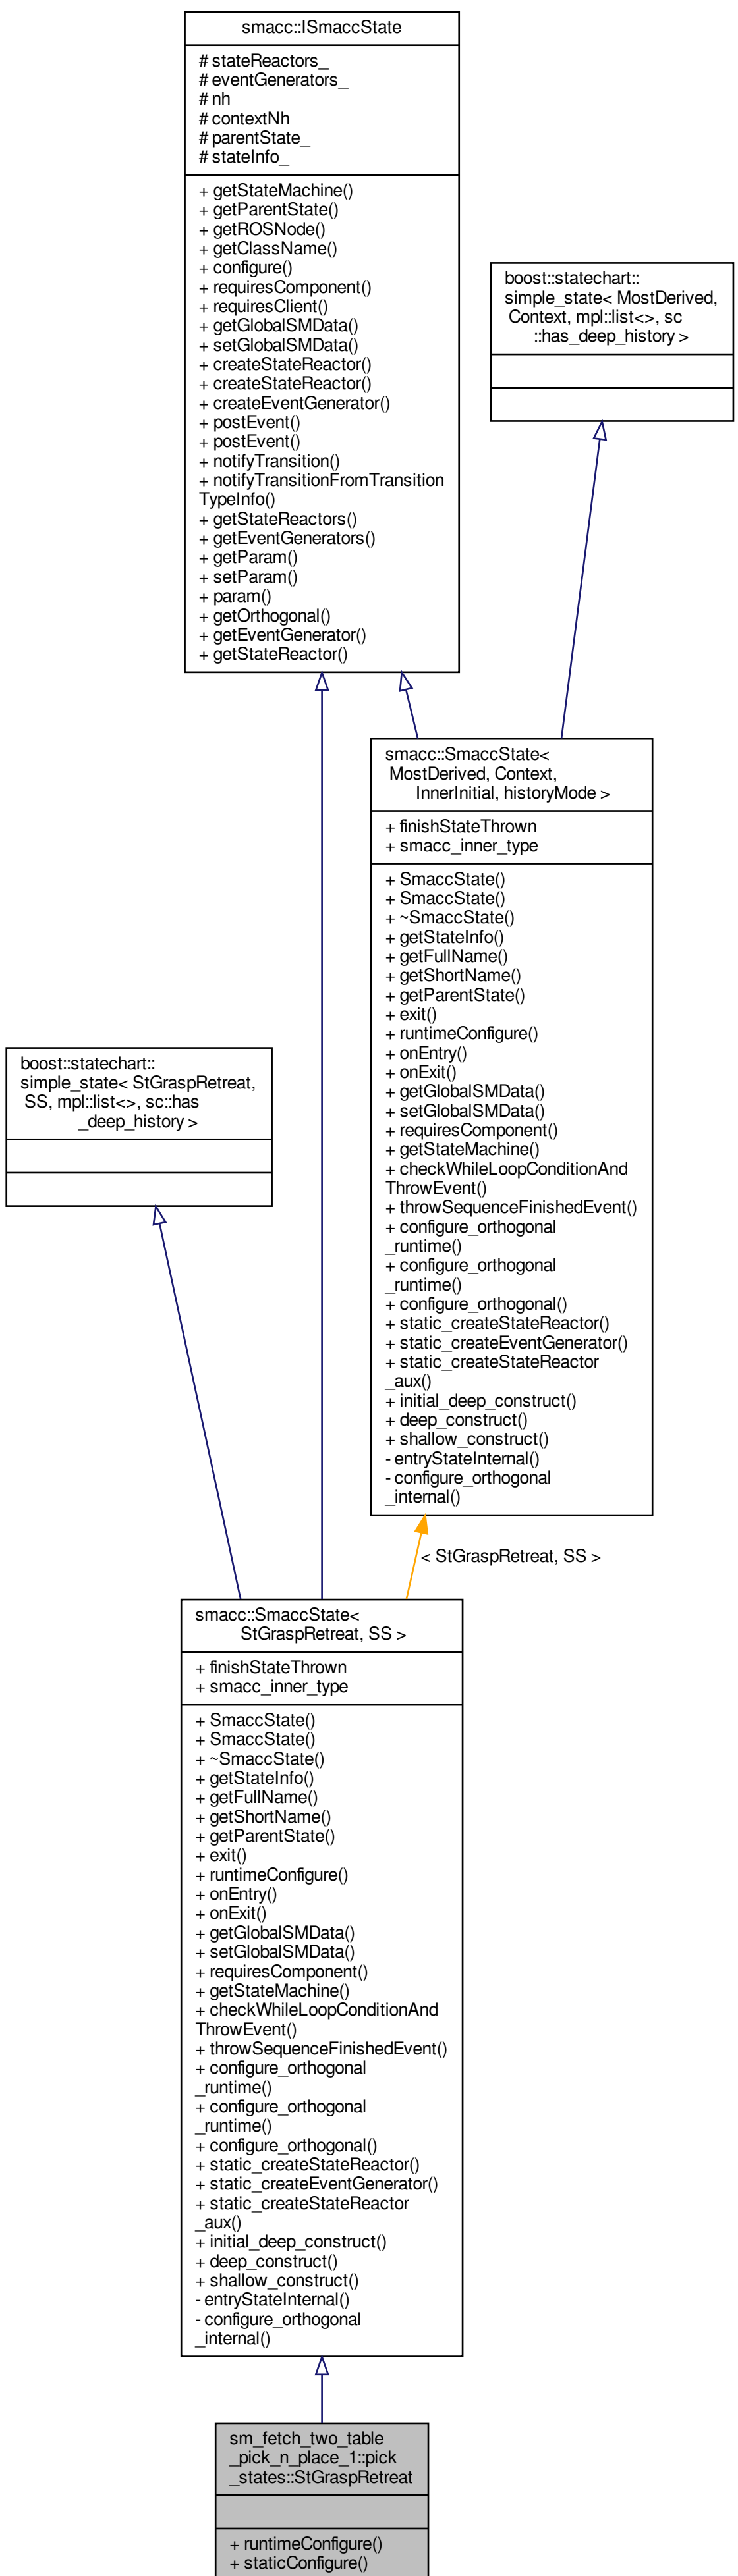 smacc::ISmaccState
# stateReactors_
# eventGenerators_
# nh
# contextNh
# parentState_
# stateInfo_
+ getStateMachine()
+ getParentState()
+ getROSNode()
+ getClassName()
+ configure()
+ requiresComponent()
+ requiresClient()
+ getGlobalSMData()
+ setGlobalSMData()
+ createStateReactor()
+ createStateReactor()
+ createEventGenerator()
+ postEvent()
+ postEvent()
+ notifyTransition()
+ notifyTransitionFromTransition
TypeInfo()
+ getStateReactors()
+ getEventGenerators()
+ getParam()
+ setParam()
+ param()
+ getOrthogonal()
+ getEventGenerator()
+ getStateReactor()
boost::statechart::
simple_state< MostDerived,
Context, mpl::list<>, sc
::has_deep_history >
smacc::SmaccState<
MostDerived, Context,
InnerInitial, historyMode >
+ finishStateThrown
+ smacc_inner_type
+ SmaccState()
+ SmaccState()
+ ~SmaccState()
+ getStateInfo()
+ getFullName()
+ getShortName()
+ getParentState()
+ exit()
+ runtimeConfigure()
+ onEntry()
+ onExit()
+ getGlobalSMData()
+ setGlobalSMData()
+ requiresComponent()
+ getStateMachine()
+ checkWhileLoopConditionAnd
ThrowEvent()
+ throwSequenceFinishedEvent()
+ configure_orthogonal
_runtime()
+ configure_orthogonal
_runtime()
+ configure_orthogonal()
+ static_createStateReactor()
+ static_createEventGenerator()
+ static_createStateReactor
_aux()
+ initial_deep_construct()
+ deep_construct()
+ shallow_construct()
- entryStateInternal()
- configure_orthogonal
_internal()
boost::statechart::
simple_state< StGraspRetreat,
SS, mpl::list<>, sc::has
_deep_history >
< StGraspRetreat, SS >
smacc::SmaccState<
StGraspRetreat, SS >
+ finishStateThrown
+ smacc_inner_type
+ SmaccState()
+ SmaccState()
+ ~SmaccState()
+ getStateInfo()
+ getFullName()
+ getShortName()
+ getParentState()
+ exit()
+ runtimeConfigure()
+ onEntry()
+ onExit()
+ getGlobalSMData()
+ setGlobalSMData()
+ requiresComponent()
+ getStateMachine()
+ checkWhileLoopConditionAnd
ThrowEvent()
+ throwSequenceFinishedEvent()
+ configure_orthogonal
_runtime()
+ configure_orthogonal
_runtime()
+ configure_orthogonal()
+ static_createStateReactor()
+ static_createEventGenerator()
+ static_createStateReactor
_aux()
+ initial_deep_construct()
+ deep_construct()
+ shallow_construct()
- entryStateInternal()
- configure_orthogonal
_internal()
sm_fetch_two_table
_pick_n_place_1::pick
_states::StGraspRetreat
+ runtimeConfigure()
+ staticConfigure()